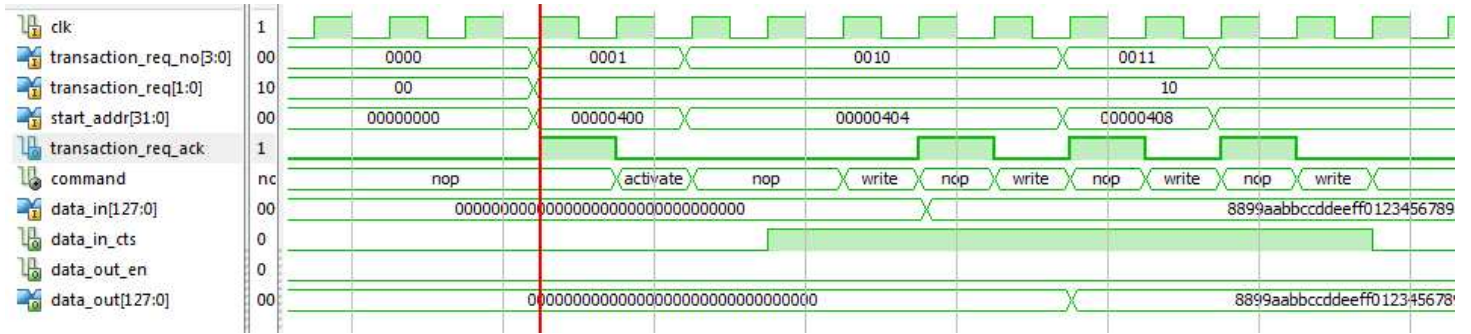 clk 1
transaction_req_no[3:0] 00 0000 0001 0010 0011
transaction_req[1:0] 10 00 10
start_addr[31:0] 00 00000000 00000400 00000404 00000408
transaction_req_ack 1
command nc nop activate nop write nop write nop write nop write
data_in[127:0] 00 00000000000000000000000000000000 8899aabbccddeeff0123456789
data_in_cts 0
data_out_en 0
data_out[127:0] 00 00000000000000000000000000000000 8899aabbccddeeff012345678